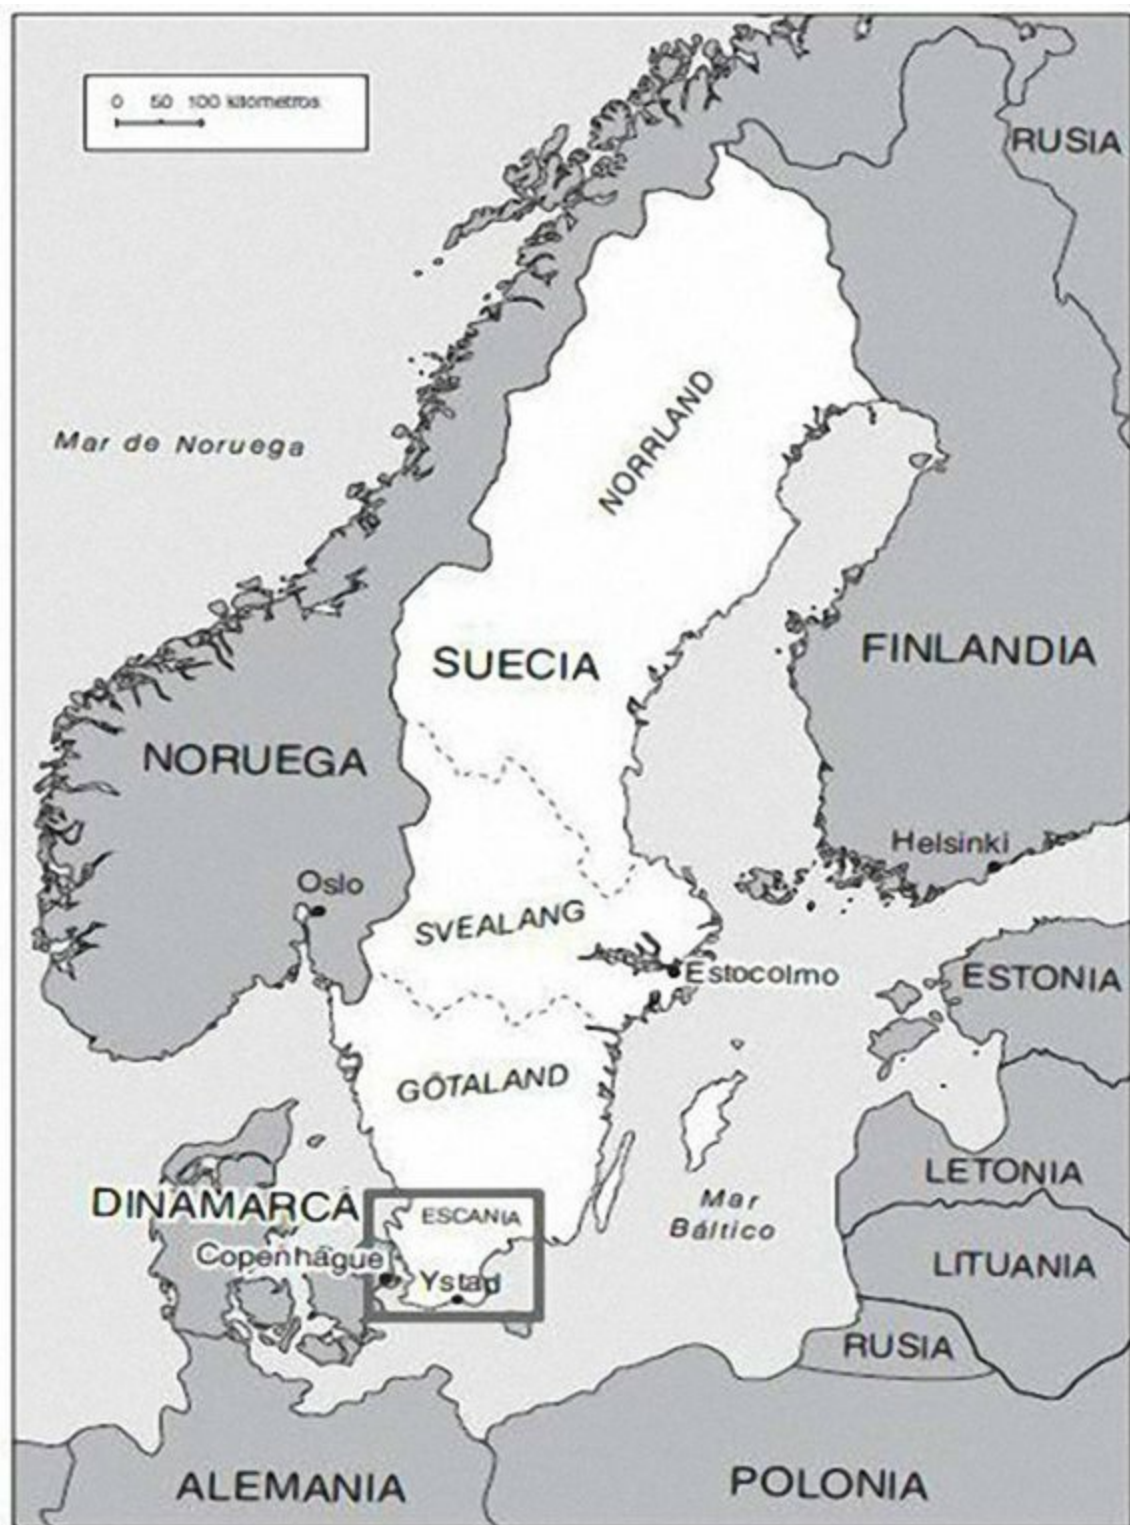 0 50 100 kilómetros
RUSIA
Mar de Noruega
NORRLAND
SUECIA
FINLANDIA
NORUEGA
Helsinki
Oslo
SVEALANG
Estocolmo
ESTONIA
GÖTALAND
LETONIA
DINAMARCA
ESCANIA
Mar
Báltico
Copenhague
Ystad
LITUANIA
RUSIA
ALEMANIA
POLONIA